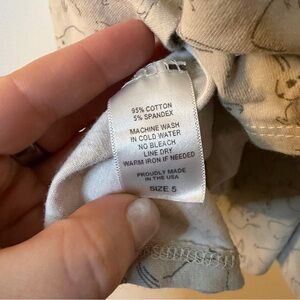 95% COTTON
5% SPANDEX
MACHINE WASH
IN COLD WATER
NO BLEACH
LINE DRY
WARM IRON IF NEEDED
PROUDLY MADE
IN THE USA
SIZE 5